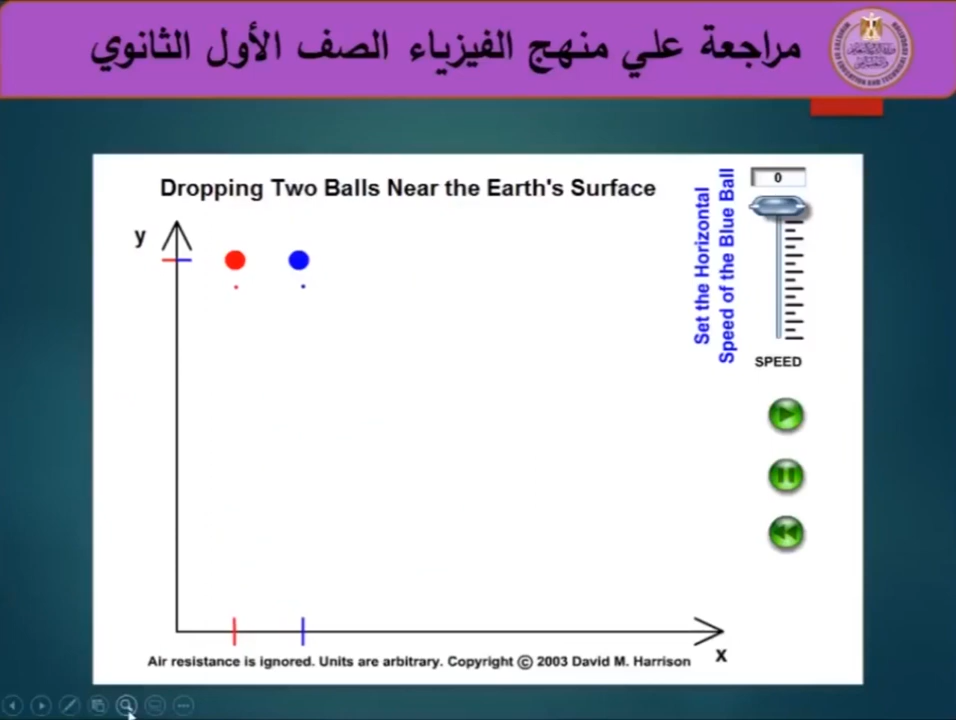 مراجعة علي منهج الفيزياء الصف الأول الثانوي
Dropping Two Balls Near the Earth's Surface
0
Set the Horizontal
Speed of the Blue Ball
SPEED
y
x
Air resistance is ignored. Units are arbitrary. Copyright © 2003 David M. Harrison